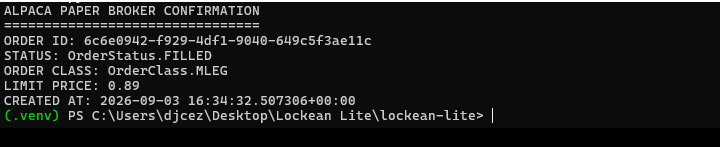 ALPACA PAPER BROKER CONFIRMATION
================================
ORDER ID: 6c6e0942-f929-4df1-9040-649c5f3ae11c
STATUS: OrderStatus.FILLED
ORDER CLASS: OrderClass.MLEG
LIMIT PRICE: 0.89
CREATED AT: 2026-09-03 16:34:32.507306+00:00
(.venv) PS C:\Users\djcez\Desktop\Lockean Lite\lockean-lite>